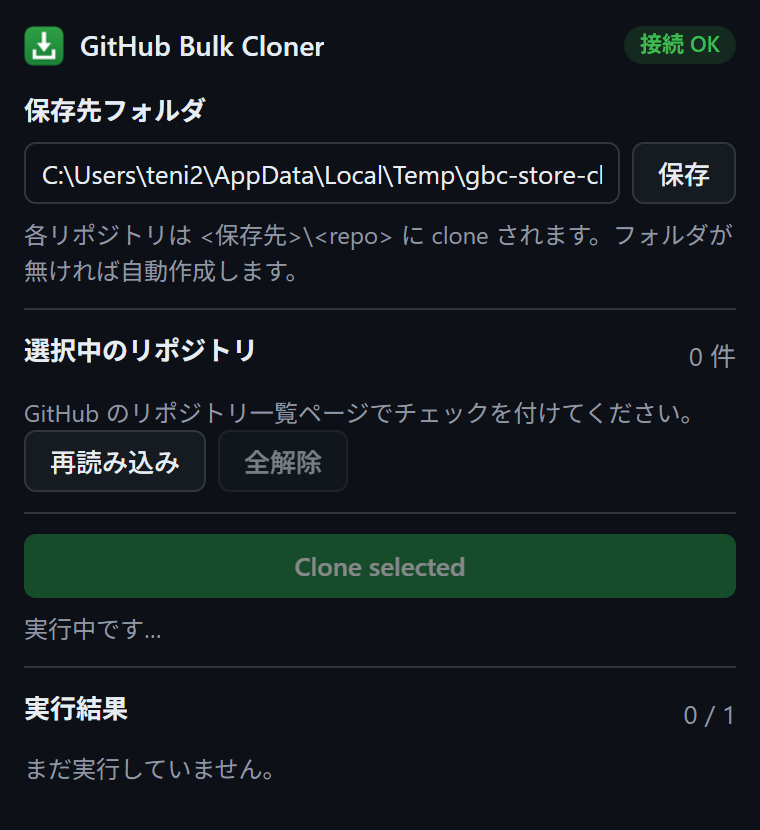 GitHub Bulk Cloner
接続 OK
保存先フォルダ
C:\Users\teni2\AppData\Local\Temp\gbc-store-cl
保存
各リポジトリは <保存先>\<repo> に clone されます。フォルダが
無ければ自動作成します。
選択中のリポジトリ
0 件
GitHub のリポジトリ一覧ページでチェックを付けてください。
再読み込み
全解除
Clone selected
実行中です…
実行結果
0 / 1
まだ実行していません。